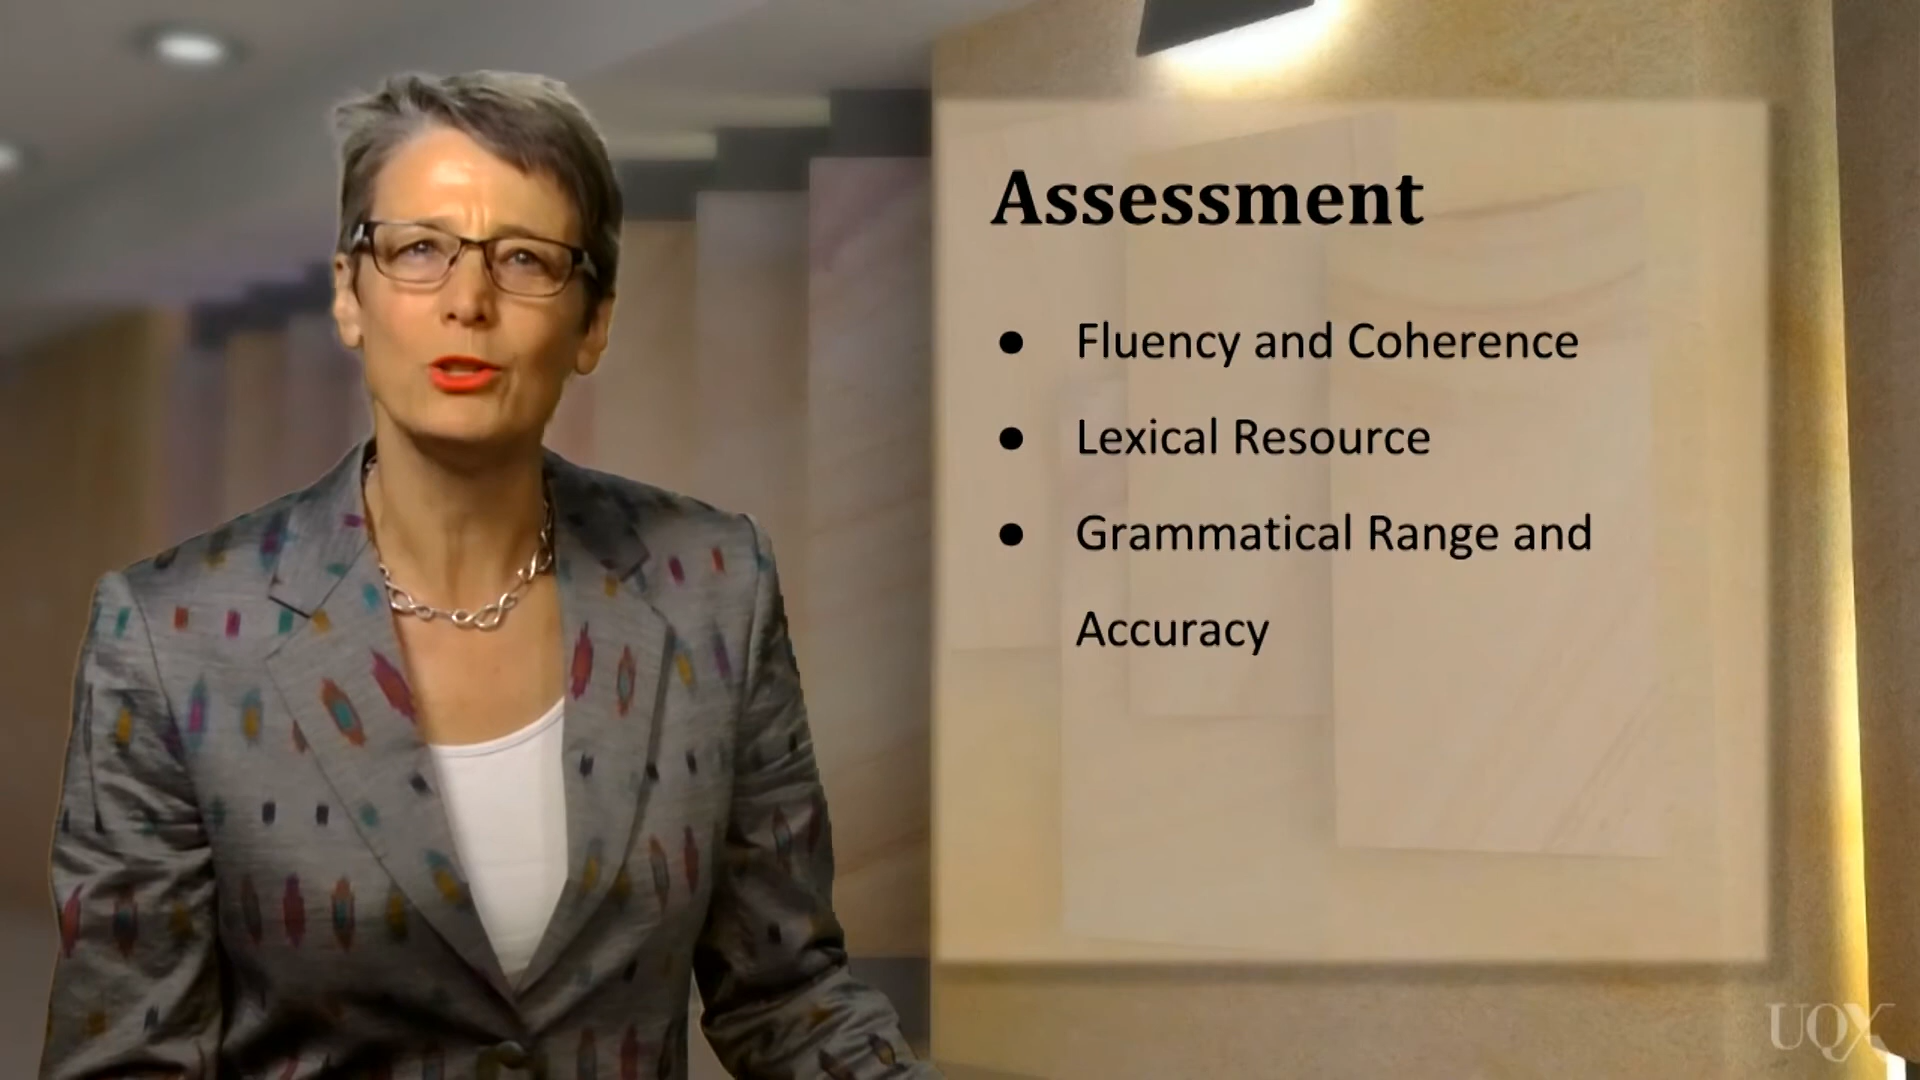 Assessment
● Fluency and Coherence
● Lexical Resource
● Grammatical Range and
Accuracy
UQX